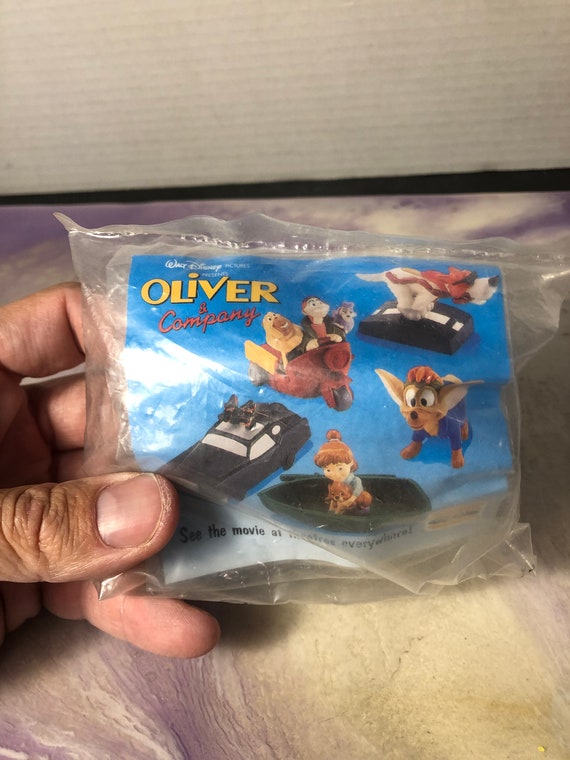 Walt Disney PICTURES
PRESENTS
OLIVER
&
Company
See the movie at theatres everywhere!